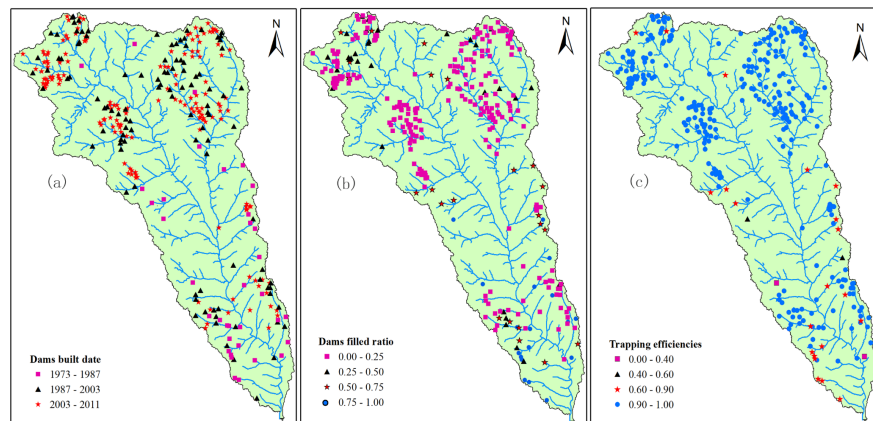 N
(a)
Dams built date
1973 - 1987
1987 - 2003
2003 - 2011
N
(b)
Dams filled ratio
0.00 - 0.25
0.25 - 0.50
0.50 - 0.75
0.75 - 1.00
N
(c)
Trapping efficiencies
0.00 - 0.40
0.40 - 0.60
0.60 - 0.90
0.90 - 1.00